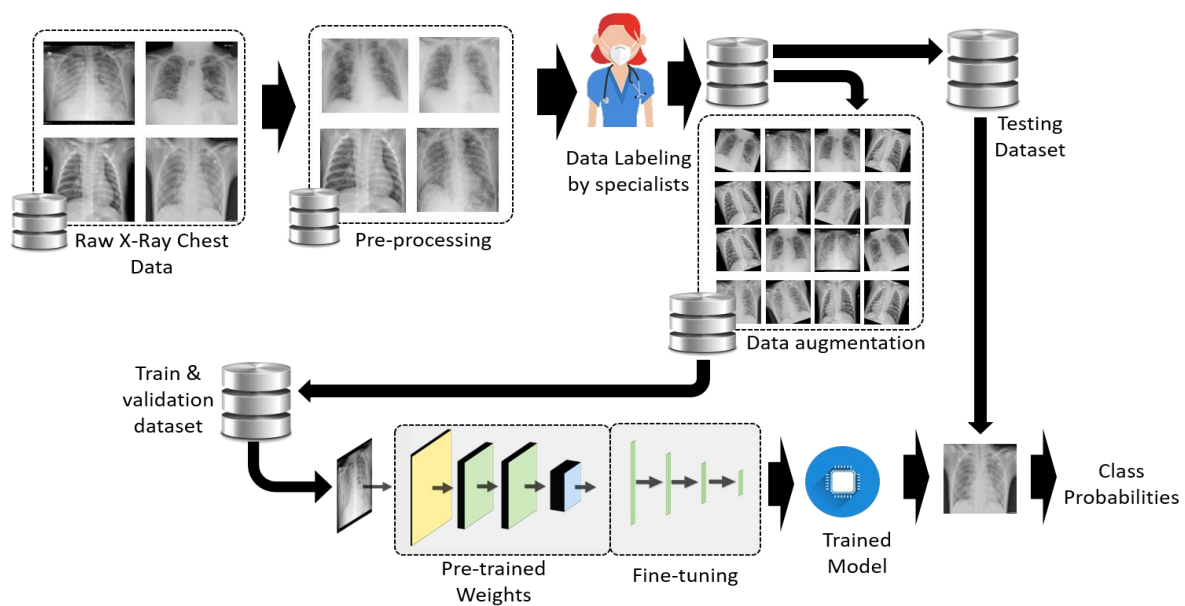 Raw X-Ray Chest
Data
Pre-processing
Data Labeling
by specialists
Testing
Dataset
Data augmentation
Train &
validation
dataset
Pre-trained
Weights
Fine-tuning
Trained
Model
Class
Probabilities